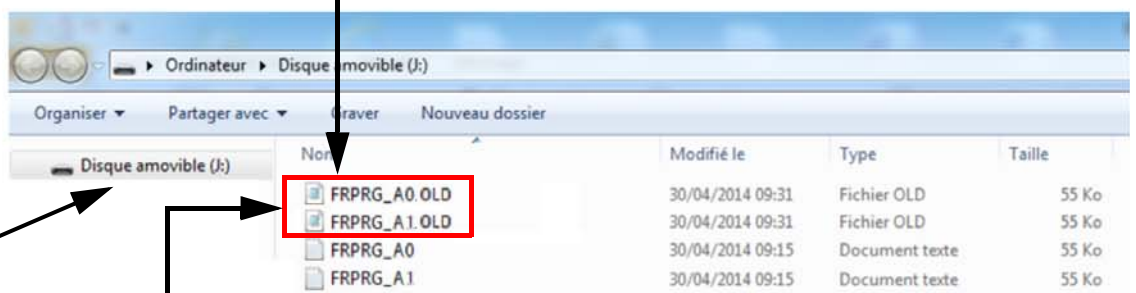 Ordinateur Disque amovible (J:)
Organiser Partager avec Graver Nouveau dossier
Disque amovible (J:)
Nom Modifié le Type Taille
FRPRG_A0.OLD 30/04/2014 09:31 Fichier OLD 55 Ko
FRPRG_A1.OLD 30/04/2014 09:31 Fichier OLD 55 Ko
FRPRG_A0 30/04/2014 09:15 Document texte 55 Ko
FRPRG_A1 30/04/2014 09:15 Document texte 55 Ko